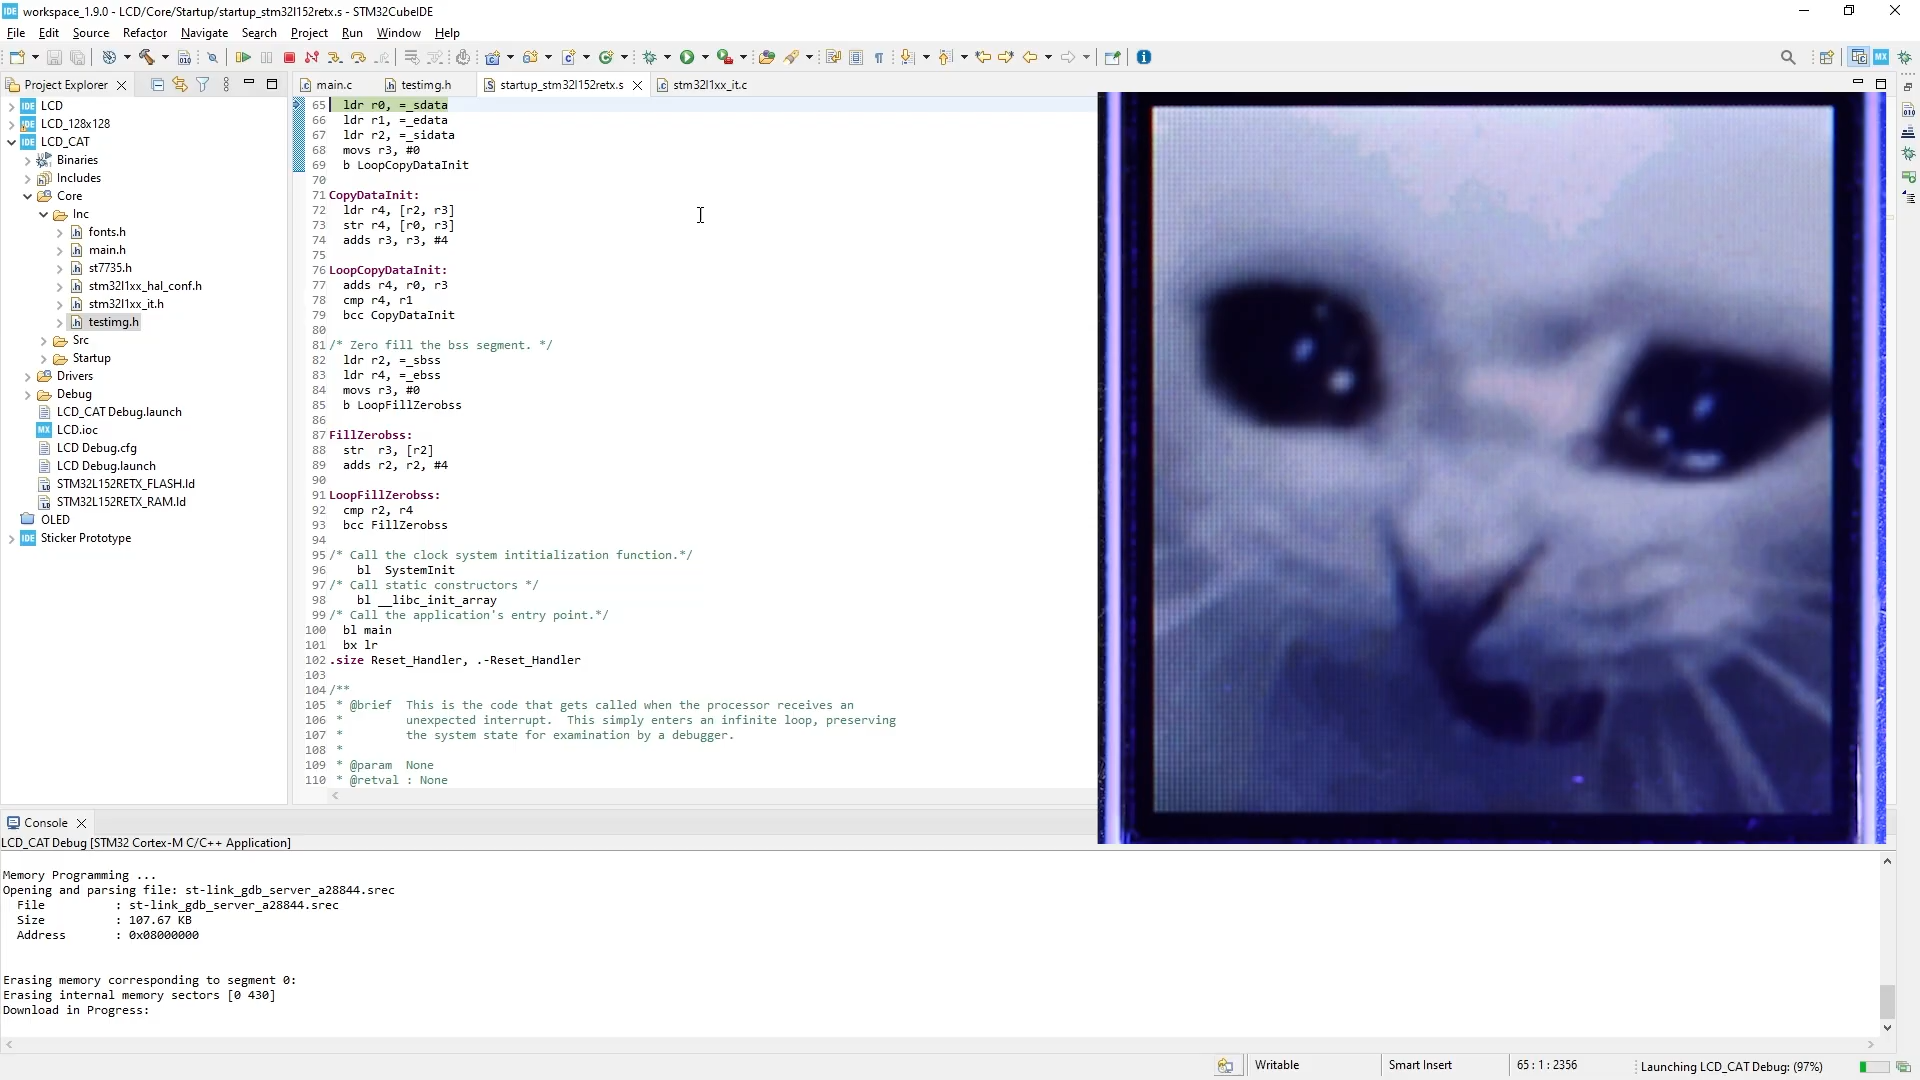 workspace_1.9.0 - LCD/Core/Startup/startup_stm32l152retx.s - STM32CubeIDE
File Edit Source Refactor Navigate Search Project Run Window Help
Project Explorer
main.c testimg.h startup_stm32l152retx.s stm32l1xx_it.c
LCD
LCD_128x128
LCD_CAT
Binaries
Includes
Core
Inc
fonts.h
main.h
st7735.h
stm32l1xx_hal_conf.h
stm32l1xx_it.h
testimg.h
Src
Startup
Drivers
Debug
LCD_CAT Debug.launch
LCD.ioc
LCD Debug.cfg
LCD Debug.launch
STM32L152RETX_FLASH.ld
STM32L152RETX_RAM.ld
OLED
Sticker Prototype
65 ldr r0, =_sdata
66 ldr r1, =_edata
67 ldr r2, =_sidata
68 movs r3, #0
69 b LoopCopyDataInit
70
71 CopyDataInit:
72 ldr r4, [r2, r3]
73 str r4, [r0, r3]
74 adds r3, r3, #4
75
76 LoopCopyDataInit:
77 adds r4, r0, r3
78 cmp r4, r1
79 bcc CopyDataInit
80
81 /* Zero fill the bss segment. */
82 ldr r2, =_sbss
83 ldr r4, =_ebss
84 movs r3, #0
85 b LoopFillZerobss
86
87 FillZerobss:
88 str  r3, [r2]
89 adds r2, r2, #4
90
91 LoopFillZerobss:
92 cmp r2, r4
93 bcc FillZerobss
94
95 /* Call the clock system intitialization function.*/
96 bl  SystemInit
97 /* Call static constructors */
98 bl __libc_init_array
99 /* Call the application's entry point.*/
100 bl main
101 bx lr
102 .size Reset_Handler, .-Reset_Handler
103
104 /**
105 * @brief  This is the code that gets called when the processor receives an
106 *         unexpected interrupt.  This simply enters an infinite loop, preserving
107 *         the system state for examination by a debugger.
108 *
109 * @param  None
110 * @retval : None
Console
LCD_CAT Debug [STM32 Cortex-M C/C++ Application]
Memory Programming ...
Opening and parsing file: st-link_gdb_server_a28844.srec
File : st-link_gdb_server_a28844.srec
Size : 107.67 KB
Address : 0x08000000
Erasing memory corresponding to segment 0:
Erasing internal memory sectors [0 430]
Download in Progress:
Writable Smart Insert 65 : 1 : 2356 Launching LCD_CAT Debug: (97%)